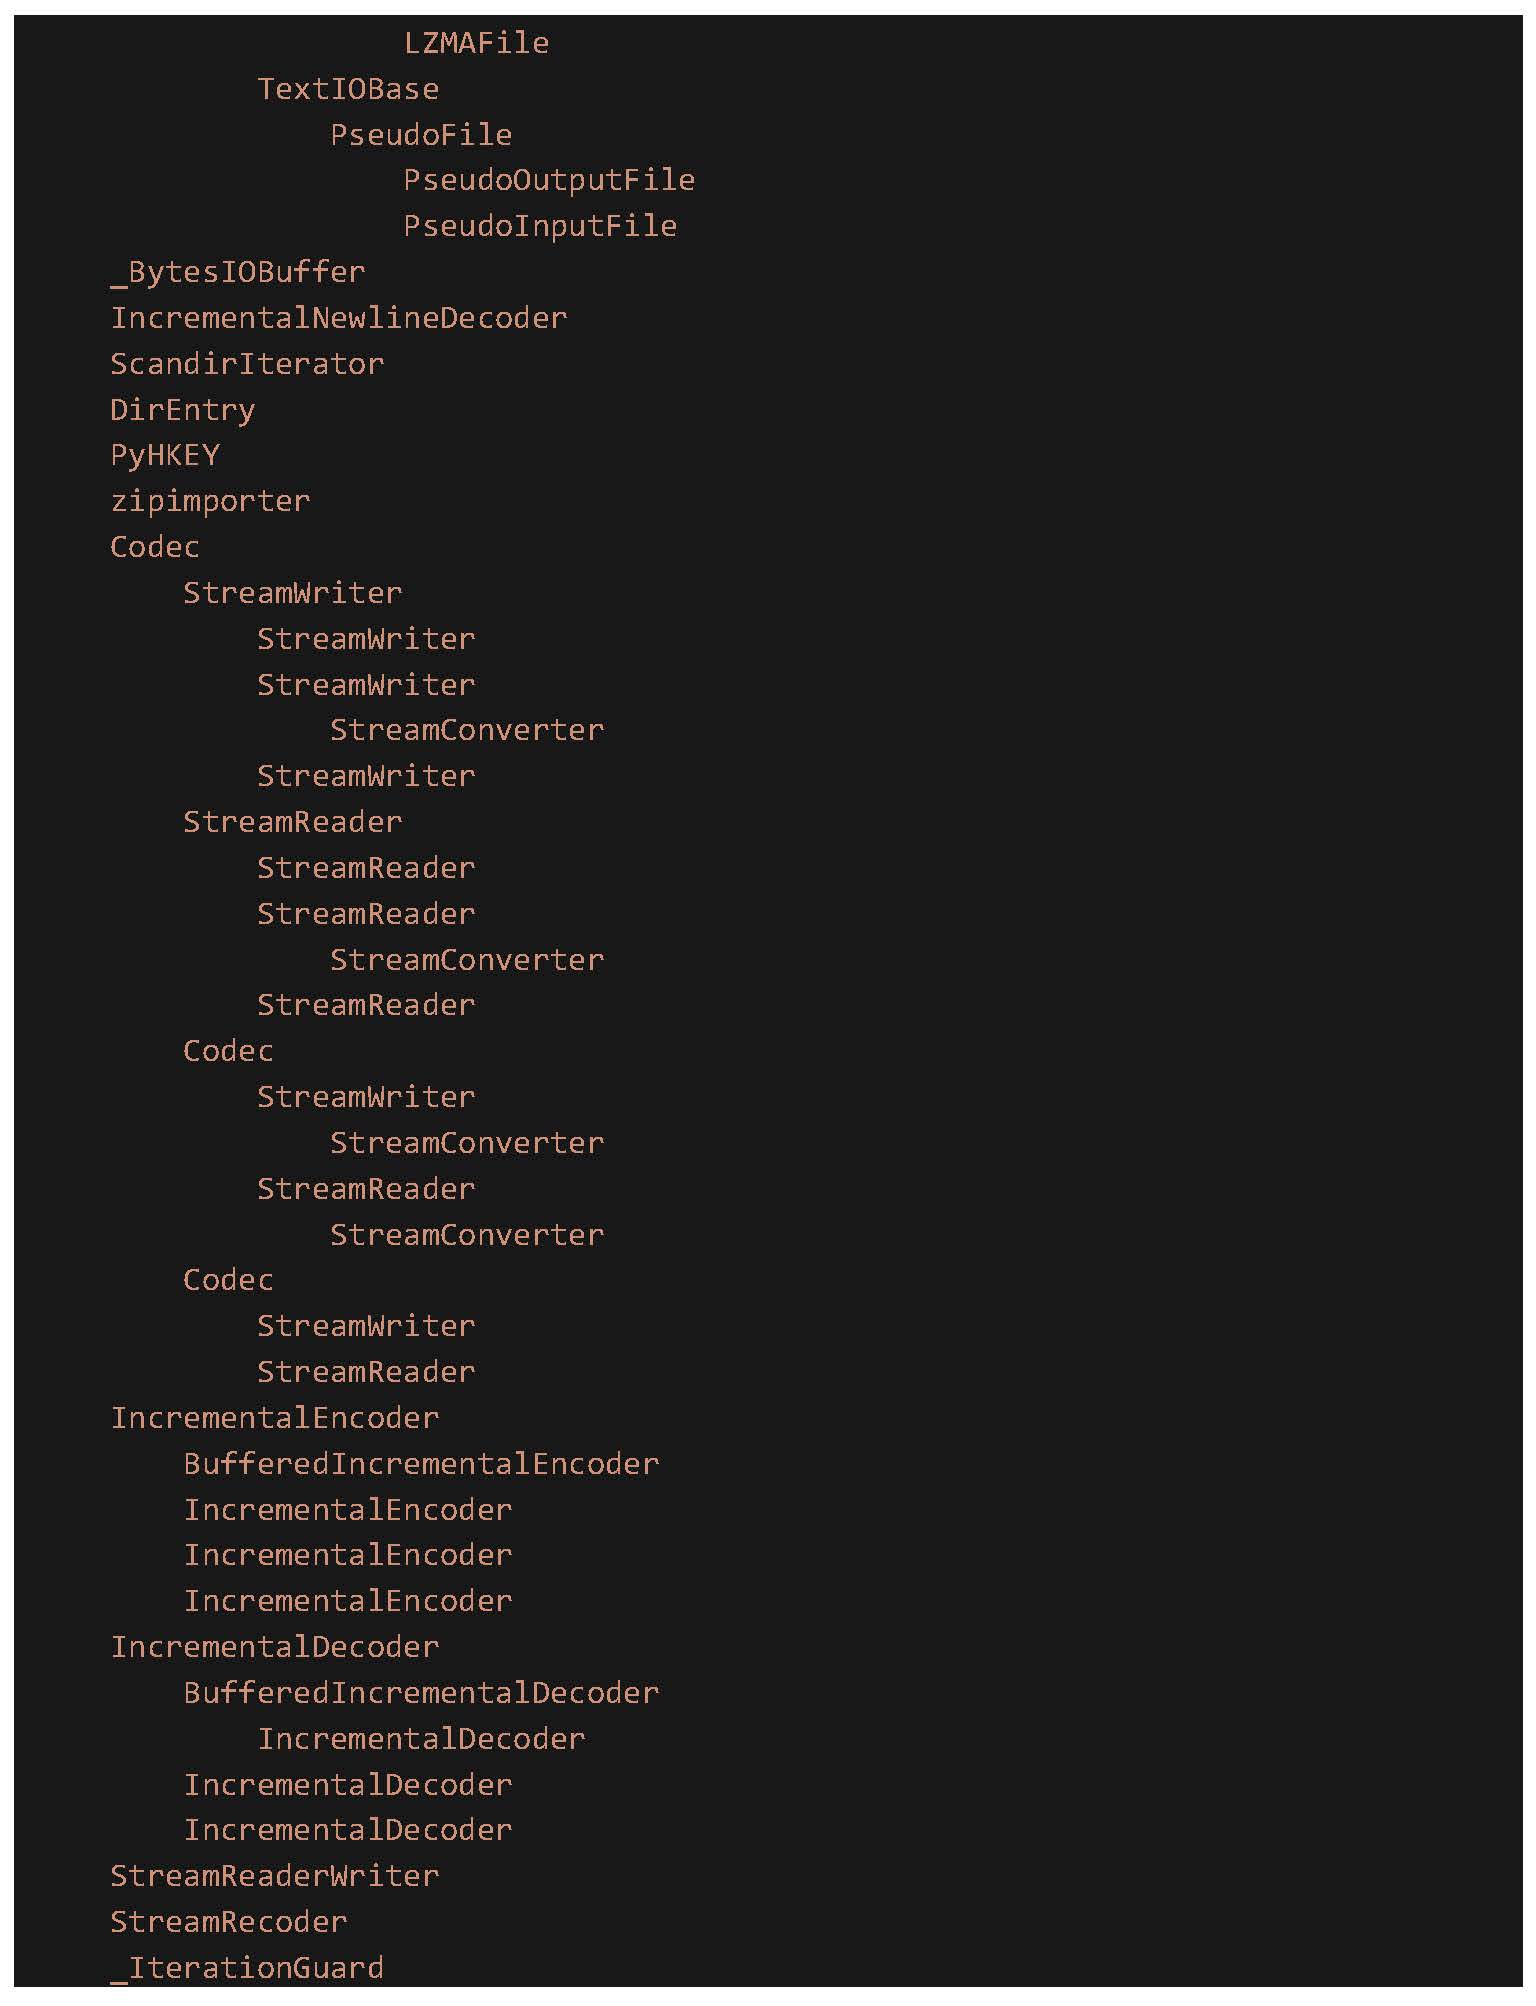 LZMAFile
TextIOBase
PseudoFile
PseudoOutputFile
PseudoInputFile
_BytesIOBuffer
IncrementalNewlineDecoder
ScandirIterator
DirEntry
PyHKEY
zipimporter
Codec
StreamWriter
StreamWriter
StreamWriter
StreamConverter
StreamWriter
StreamReader
StreamReader
StreamReader
StreamConverter
StreamReader
Codec
StreamWriter
StreamConverter
StreamReader
StreamConverter
Codec
StreamWriter
StreamReader
IncrementalEncoder
BufferedIncrementalEncoder
IncrementalEncoder
IncrementalEncoder
IncrementalEncoder
IncrementalDecoder
BufferedIncrementalDecoder
IncrementalDecoder
IncrementalDecoder
IncrementalDecoder
StreamReaderWriter
StreamRecoder
_IterationGuard